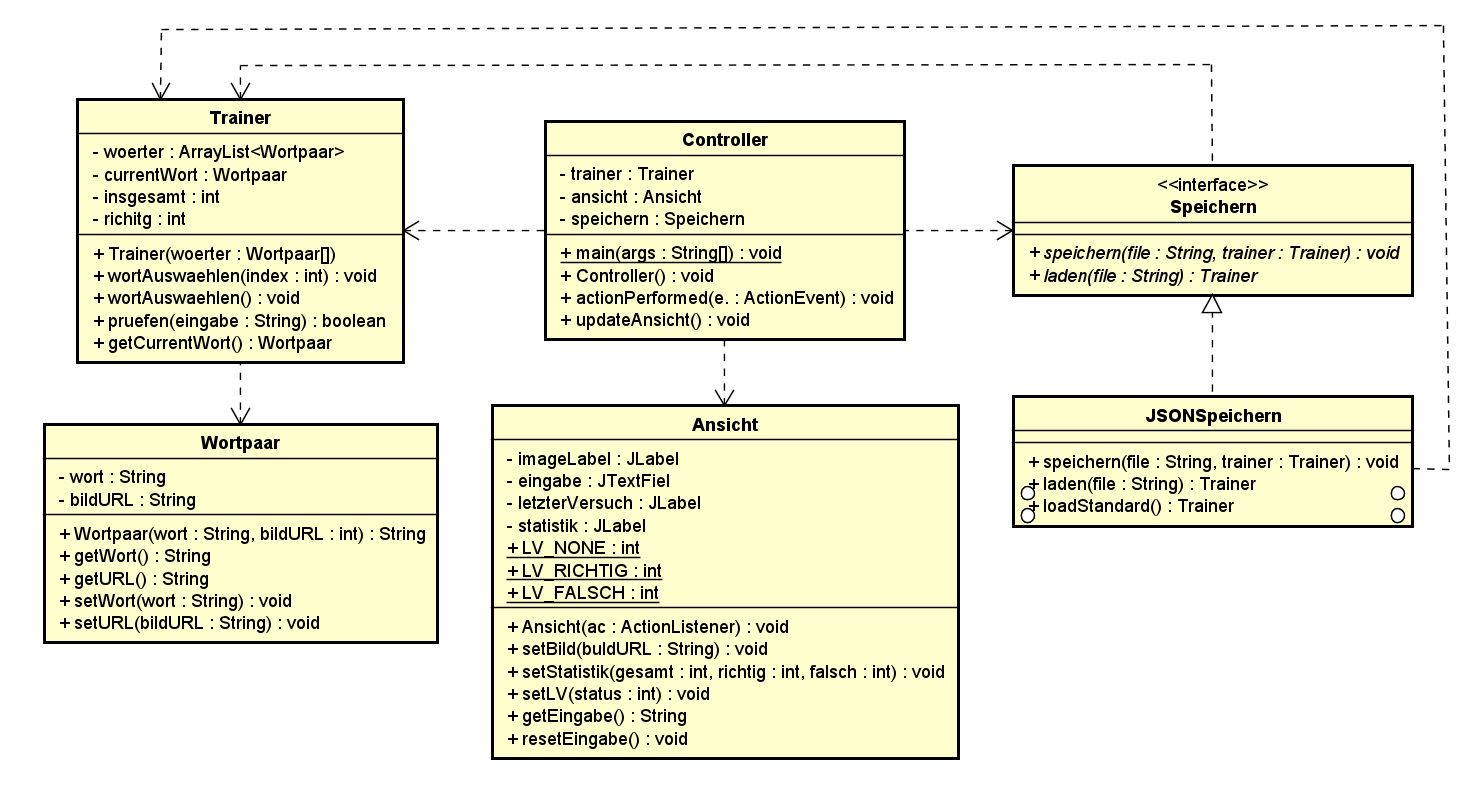 Trainer
- woerter : ArrayList<Wortpaar>
- currentWort : Wortpaar
- insgesamt : int
- richitg : int
+ Trainer(woerter : Wortpaar[])
+ wortAuswaehlen(index : int) : void
+ wortAuswaehlen() : void
+ pruefen(eingabe : String) : boolean
+ getCurrentWort() : Wortpaar
Controller
- trainer : Trainer
- ansicht : Ansicht
- speichern : Speichern
+ main(args : String[]) : void
+ Controller() : void
+ actionPerformed(e. : ActionEvent) : void
+ updateAnsicht() : void
<<interface>>
Speichern
+ speichern(file : String, trainer : Trainer) : void
+ laden(file : String) : Trainer
Wortpaar
- wort : String
- bildURL : String
+ Wortpaar(wort : String, bildURL : int) : String
+ getWort() : String
+ getURL() : String
+ setWort(wort : String) : void
+ setURL(bildURL : String) : void
Ansicht
- imageLabel : JLabel
- eingabe : JTextFiel
- letzterVersuch : JLabel
- statistik : JLabel
+ LV_NONE : int
+ LV_RICHTIG : int
+ LV_FALSCH : int
+ Ansicht(ac : ActionListener) : void
+ setBild(buldURL : String) : void
+ setStatistik(gesamt : int, richtig : int, falsch : int) : void
+ setLV(status : int) : void
+ getEingabe() : String
+ resetEingabe() : void
JSONSpeichern
+ speichern(file : String, trainer : Trainer) : void
+ laden(file : String) : Trainer
+ loadStandard() : Trainer